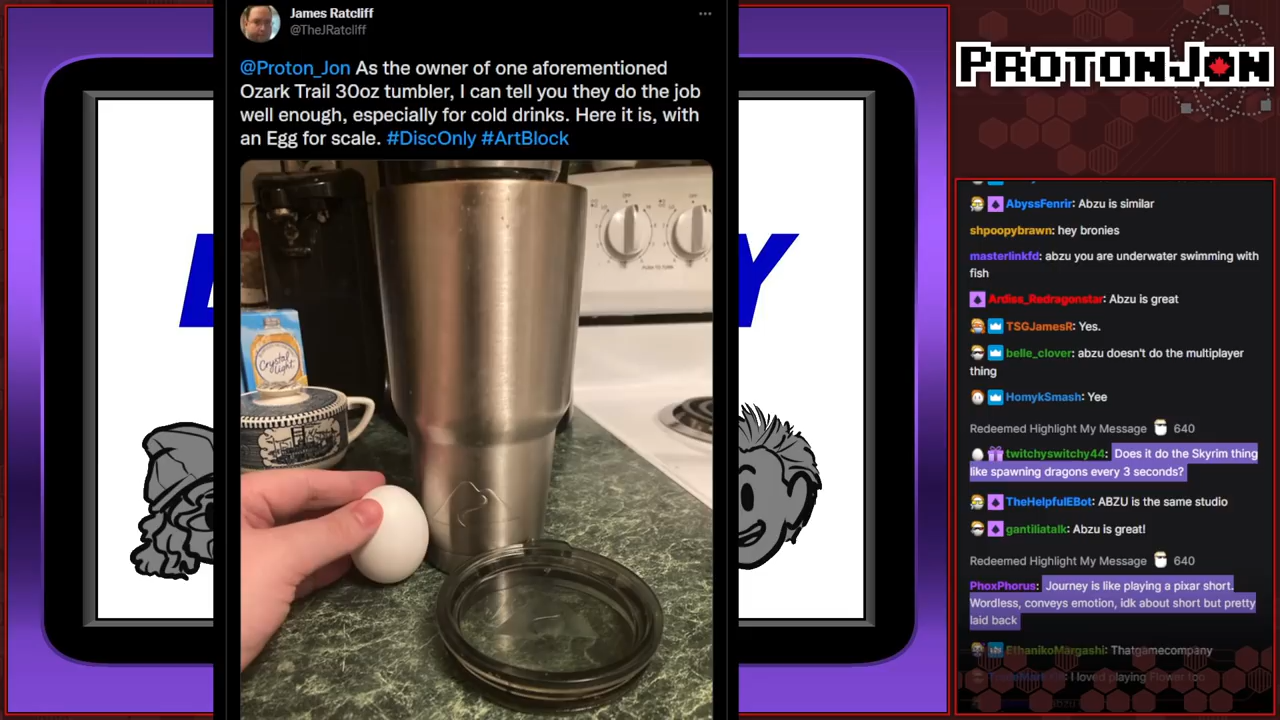 James Ratcliff
@TheJRatcliff
@Proton_Jon As the owner of one aforementioned
Ozark Trail 30oz tumbler, I can tell you they do the job
well enough, especially for cold drinks. Here it is, with
an Egg for scale. #DiscOnly #ArtBlock
Crystal
Light
PROTONJON
AbyssFenrir: Abzu is similar
shpoopybrawn: hey bronies
masterlinkfd: abzu you are underwater swimming with
fish
Ardiss_Redragonstar: Abzu is great
TSGJamesR: Yes.
belle_clover: abzu doesn't do the multiplayer
thing
HomykSmash: Yee
Redeemed Highlight My Message 640
twitchyswitchy44: Does it do the Skyrim thing
like spawning dragons every 3 seconds?
TheHelpfulEBot: ABZU is the same studio
gantiliatalk: Abzu is great!
Redeemed Highlight My Message 640
PhoxPhorus: Journey is like playing a pixar short.
Wordless, conveys emotion, idk about short but pretty
laid back
EthanikoMargashi: Thatgamecompany
I loved playing Flower too